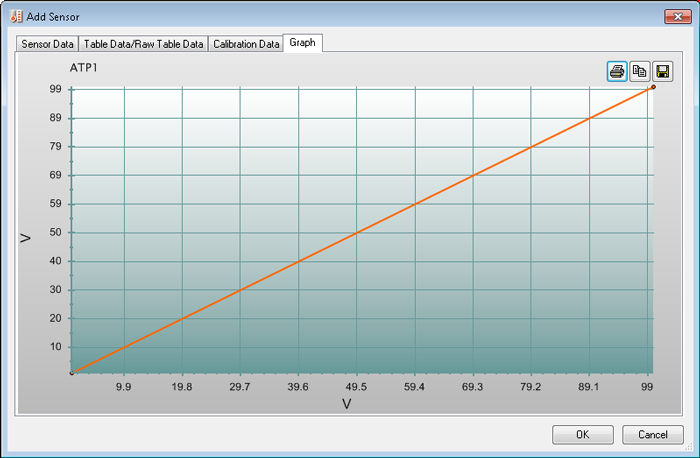 Add Sensor
Sensor Data Table Data/Raw Table Data Calibration Data Graph
ATP1
99
89
79
69
59
50
40
30
20
10
V
9.9 19.8 29.7 39.6 49.5 59.4 69.3 79.2 89.1 99
V
OK Cancel